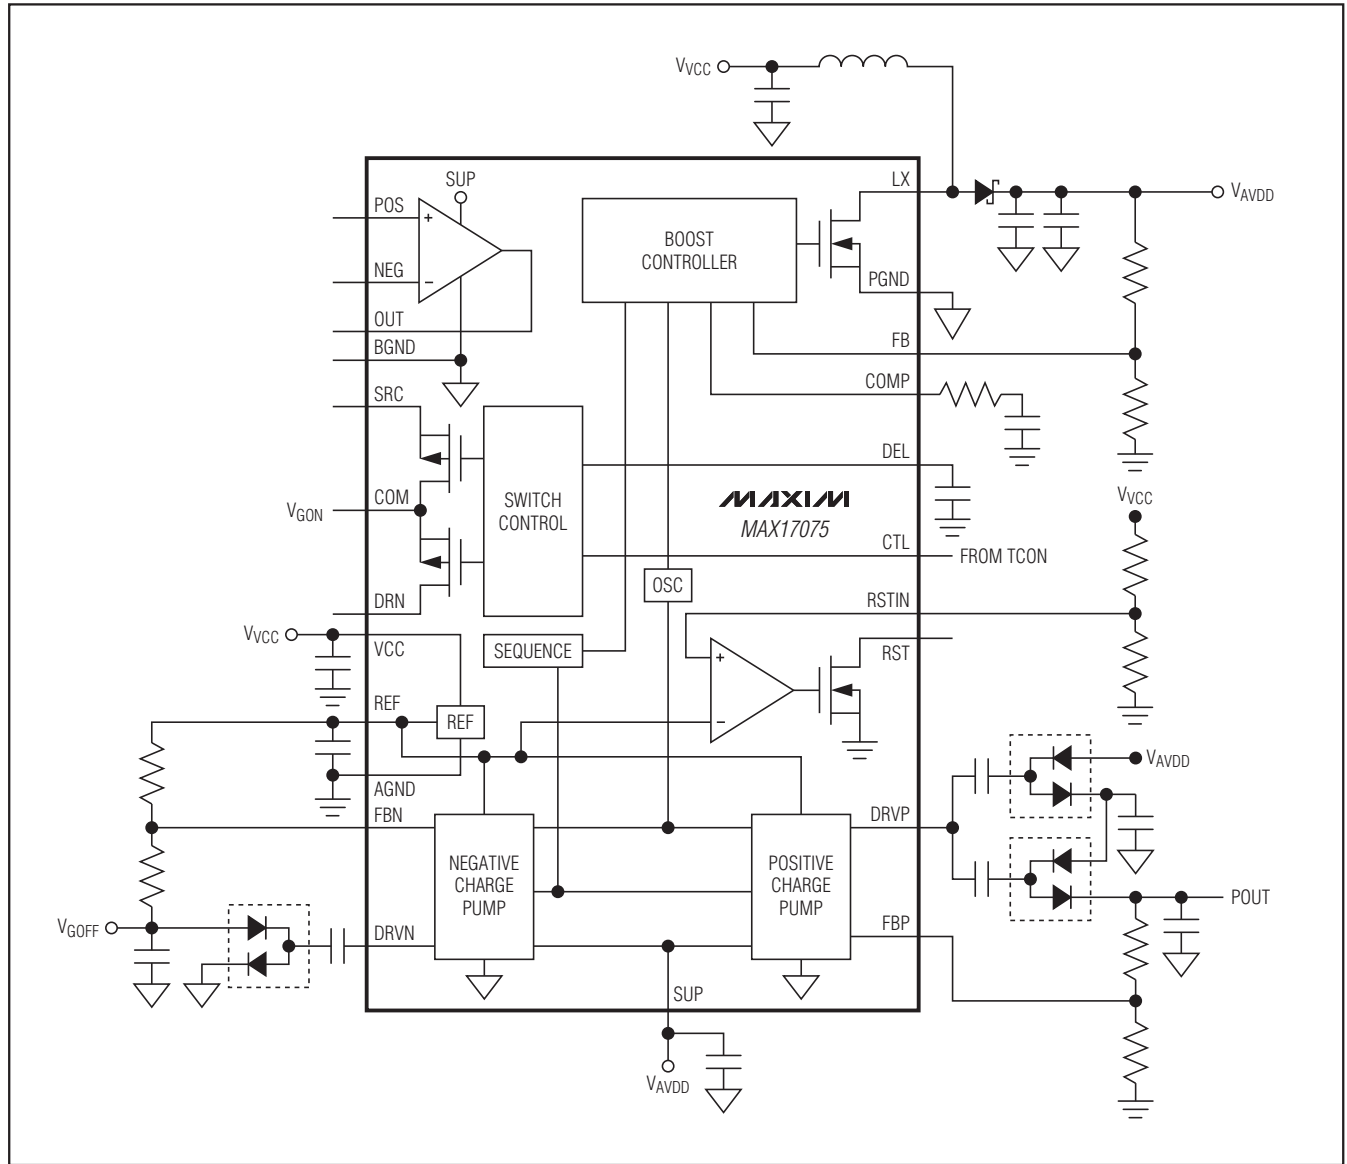 VVCC
SUP
LX
VAVDD
POS
+
BOOST
CONTROLLER
NEG
−
PGND
OUT
BGND
FB
SRC
COMP
DEL
VGON
COM
SWITCH
CONTROL
MAXIM
MAX17075
VVCC
CTL
FROM TCON
OSC
DRN
RSTIN
VVCC
VCC
SEQUENCE
+
RST
REF
REF
−
AGND
VAVDD
FBN
DRVP
NEGATIVE
CHARGE
PUMP
POSITIVE
CHARGE
PUMP
POUT
VGOFF
DRVN
FBP
SUP
VAVDD